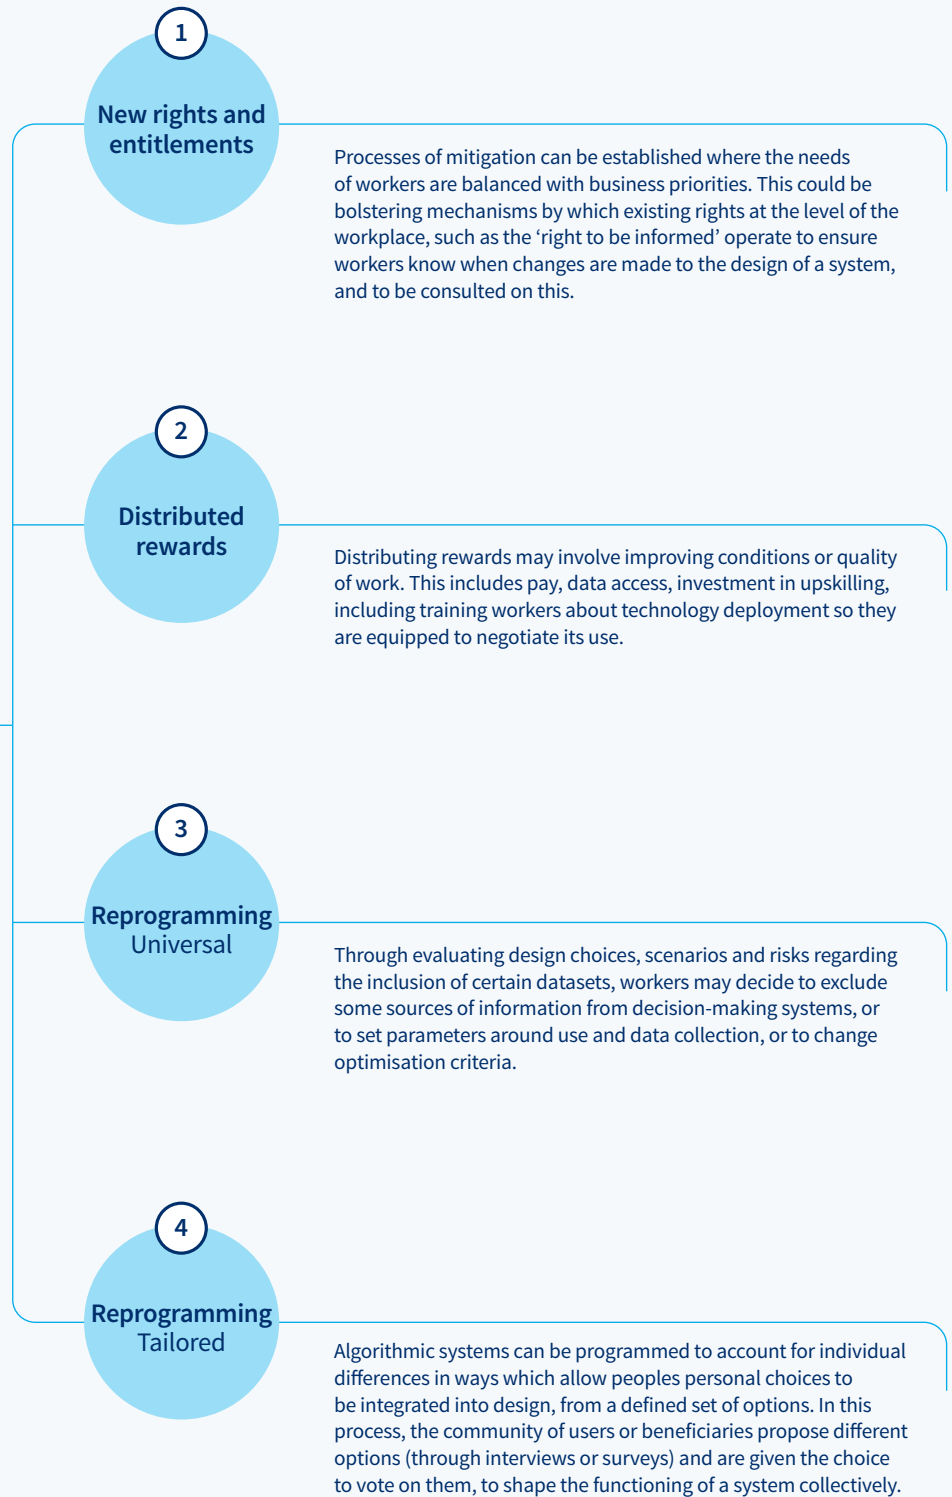 1
New rights and
entitlements
Processes of mitigation can be established where the needs
of workers are balanced with business priorities. This could be
bolstering mechanisms by which existing rights at the level of the
workplace, such as the ‘right to be informed’ operate to ensure
workers know when changes are made to the design of a system,
and to be consulted on this.
2
Distributed
rewards
Distributing rewards may involve improving conditions or quality
of work. This includes pay, data access, investment in upskilling,
including training workers about technology deployment so they
are equipped to negotiate its use.
3
Reprogramming
Universal
Through evaluating design choices, scenarios and risks regarding
the inclusion of certain datasets, workers may decide to exclude
some sources of information from decision-making systems, or
to set parameters around use and data collection, or to change
optimisation criteria.
4
Reprogramming
Tailored
Algorithmic systems can be programmed to account for individual
differences in ways which allow peoples personal choices to
be integrated into design, from a defined set of options. In this
process, the community of users or beneficiaries propose different
options (through interviews or surveys) and are given the choice
to vote on them, to shape the functioning of a system collectively.